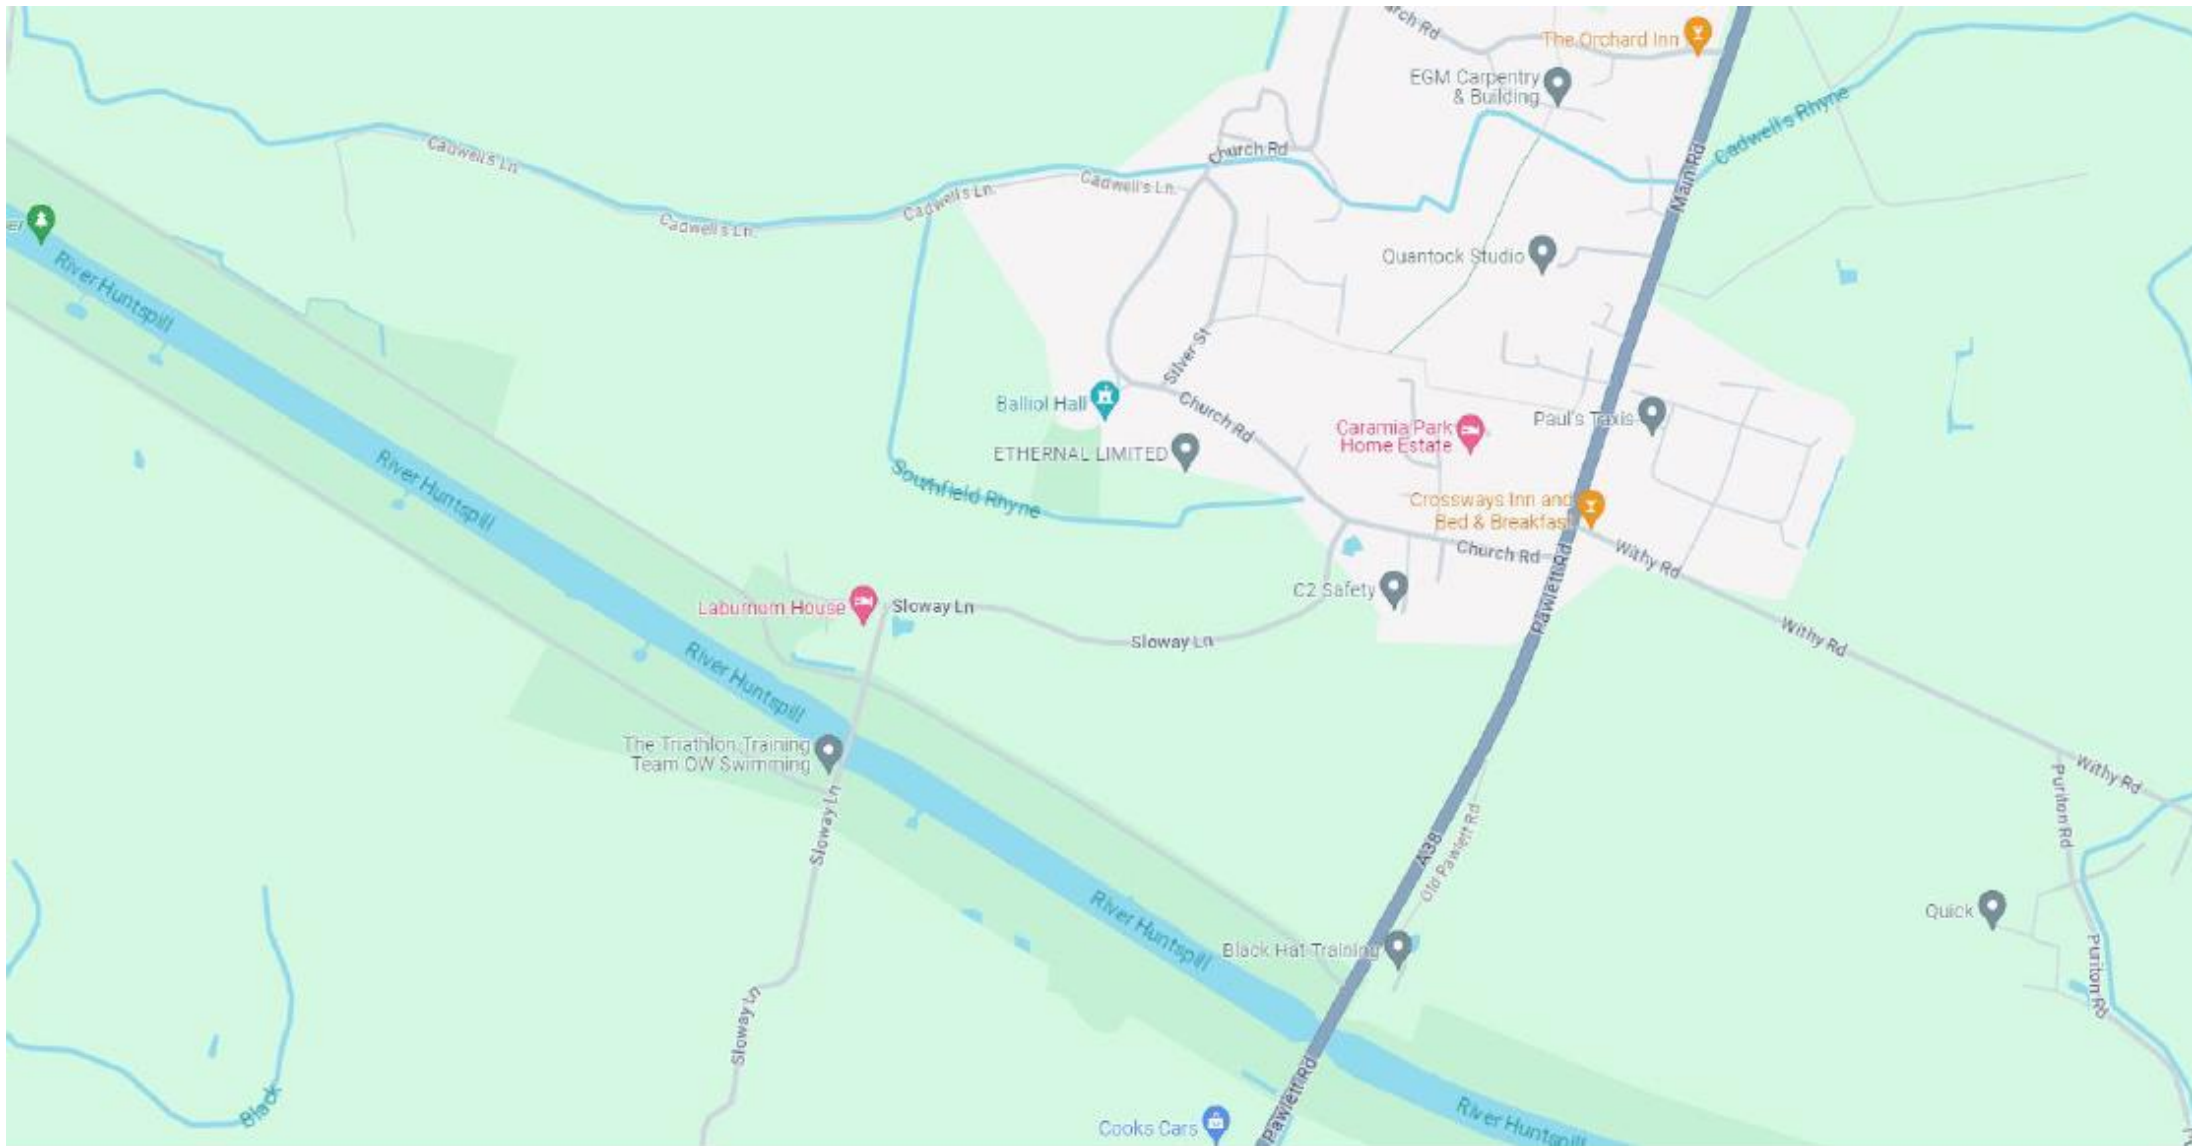 Church Rd
The Orchard Inn
EGM Carpentry
& Building
Cadwell's Rhyne
Cadwell's Ln
Church Rd
Main Rd
Cadwell's Ln.
Cadwell's Ln.
Cadwell's Ln.
River Huntspill
Quantock Studio
Silver St
Balliol Hall
Church Rd
Caramia Park
Home Estate
Paul's Taxis
ETHERNAL LIMITED
River Huntspill
Southfield Rhyne
Crossways Inn and
Bed & Breakfast
Church Rd
Withy Rd
Pawlett Rd
C2 Safety
Laburnum House
Sloway Ln
Sloway Ln
Withy Rd
River Huntspill
The Triathlon Training
Team OW Swimming
Withy Rd
Puriton Rd
Sloway Ln
A38
Old Pawlett Rd
River Huntspill
Black Hat Training
Quick
Puriton Rd
Sloway Ln
Black
Pawlett Rd
Cooks Cars
River Huntspill